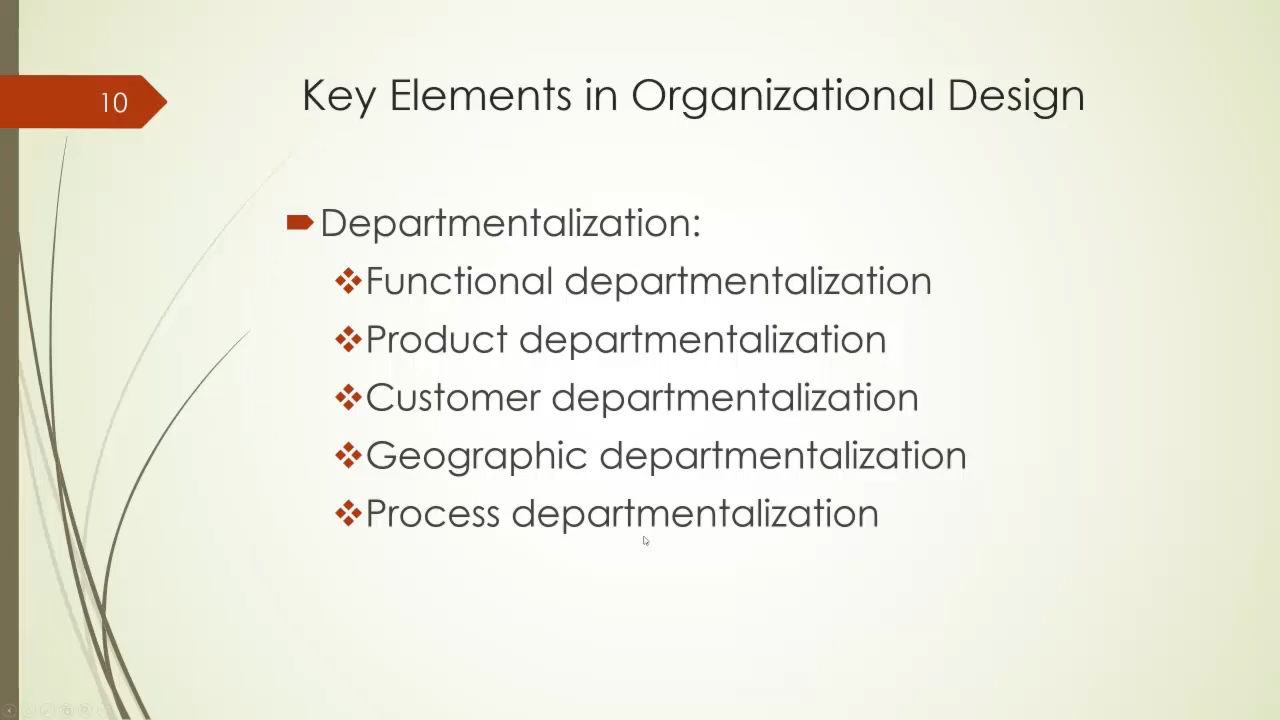 10
Key Elements in Organizational Design
Departmentalization:
Functional departmentalization
Product departmentalization
Customer departmentalization
Geographic departmentalization
Process departmentalization